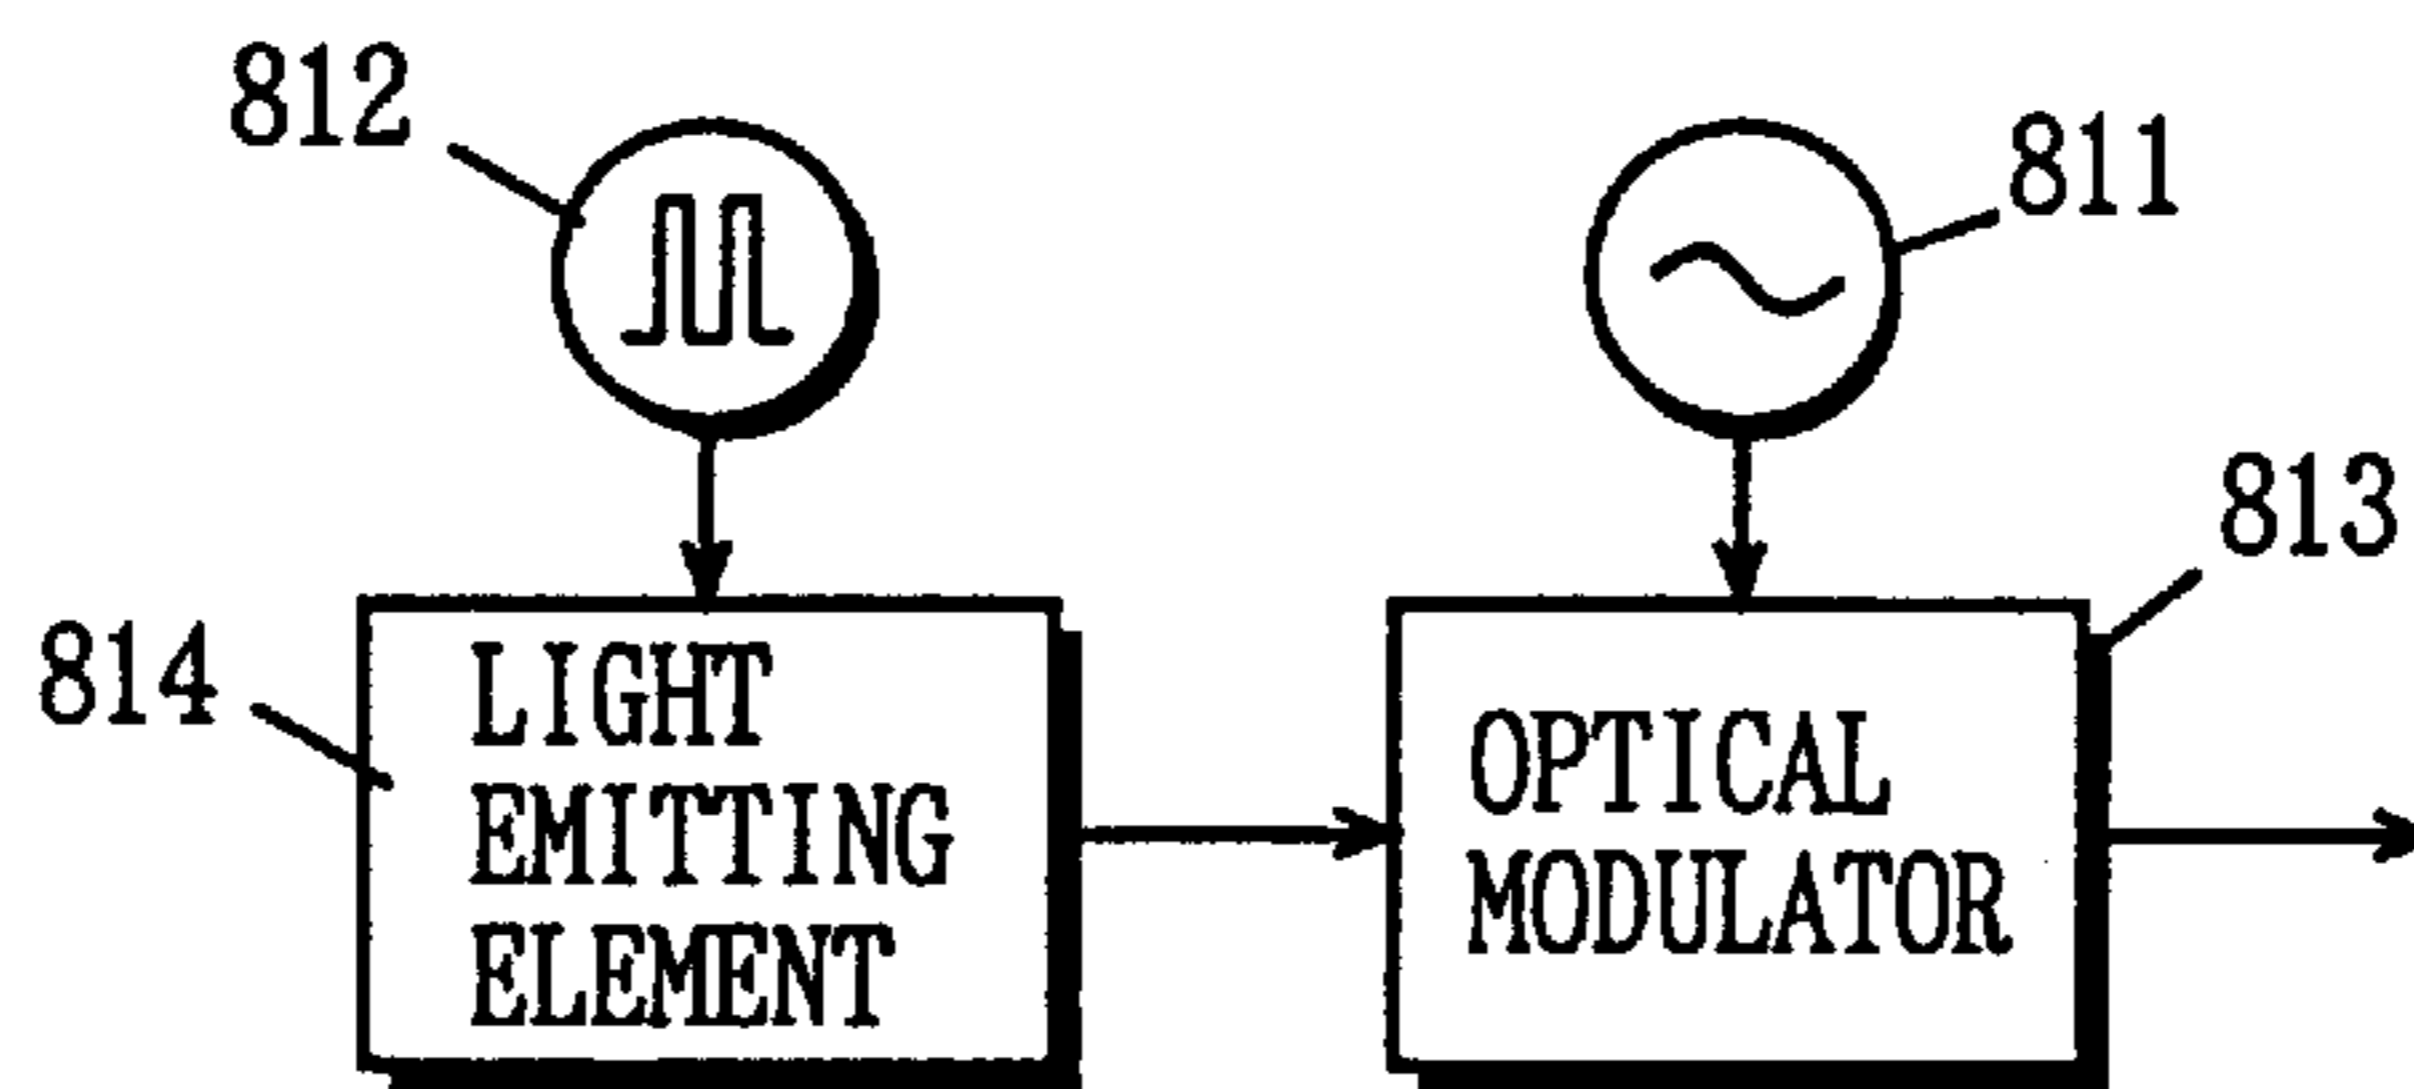 812
811
813
814
LIGHT
EMITTING
ELEMENT
OPTICAL
MODULATOR